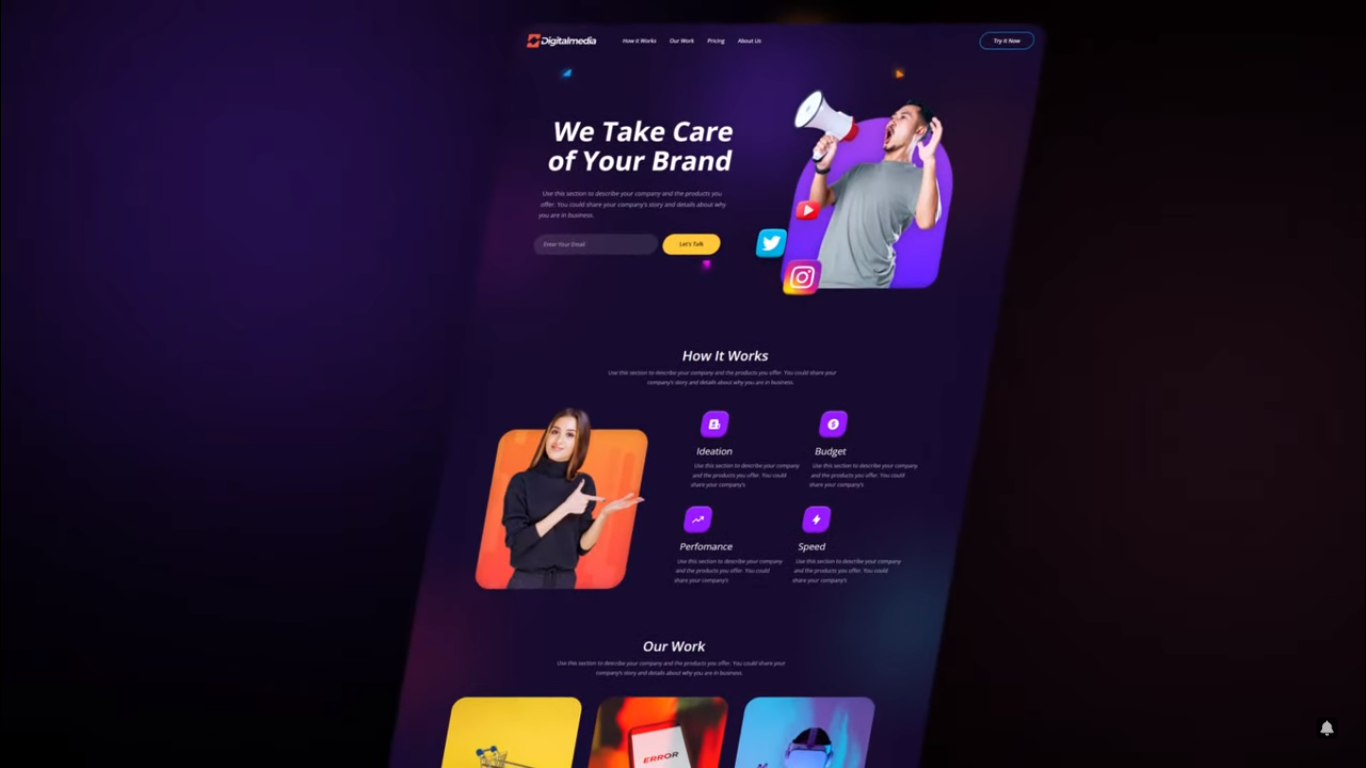 Digitalmedia
How it Works
Our Work
Pricing
About Us
Try it Now
We Take Care
of Your Brand
Use this section to describe your company and the products you
offer. You could share your company's story and details about why
you are in business.
Enter Your Email
Let's Talk
How It Works
Use this section to describe your company and the products you offer. You could share your
company's story and details about why you are in business.
Ideation
Use this section to describe your company
and the products you offer. You could
share your company's
Budget
Use this section to describe your company
and the products you offer. You could
share your company's
Perfomance
Use this section to describe your company
and the products you offer. You could
share your company's
Speed
Use this section to describe your company
and the products you offer. You could
share your company's
Our Work
Use this section to describe your company and the products you offer. You could share your
company's story and details about why you are in business.
ERROR